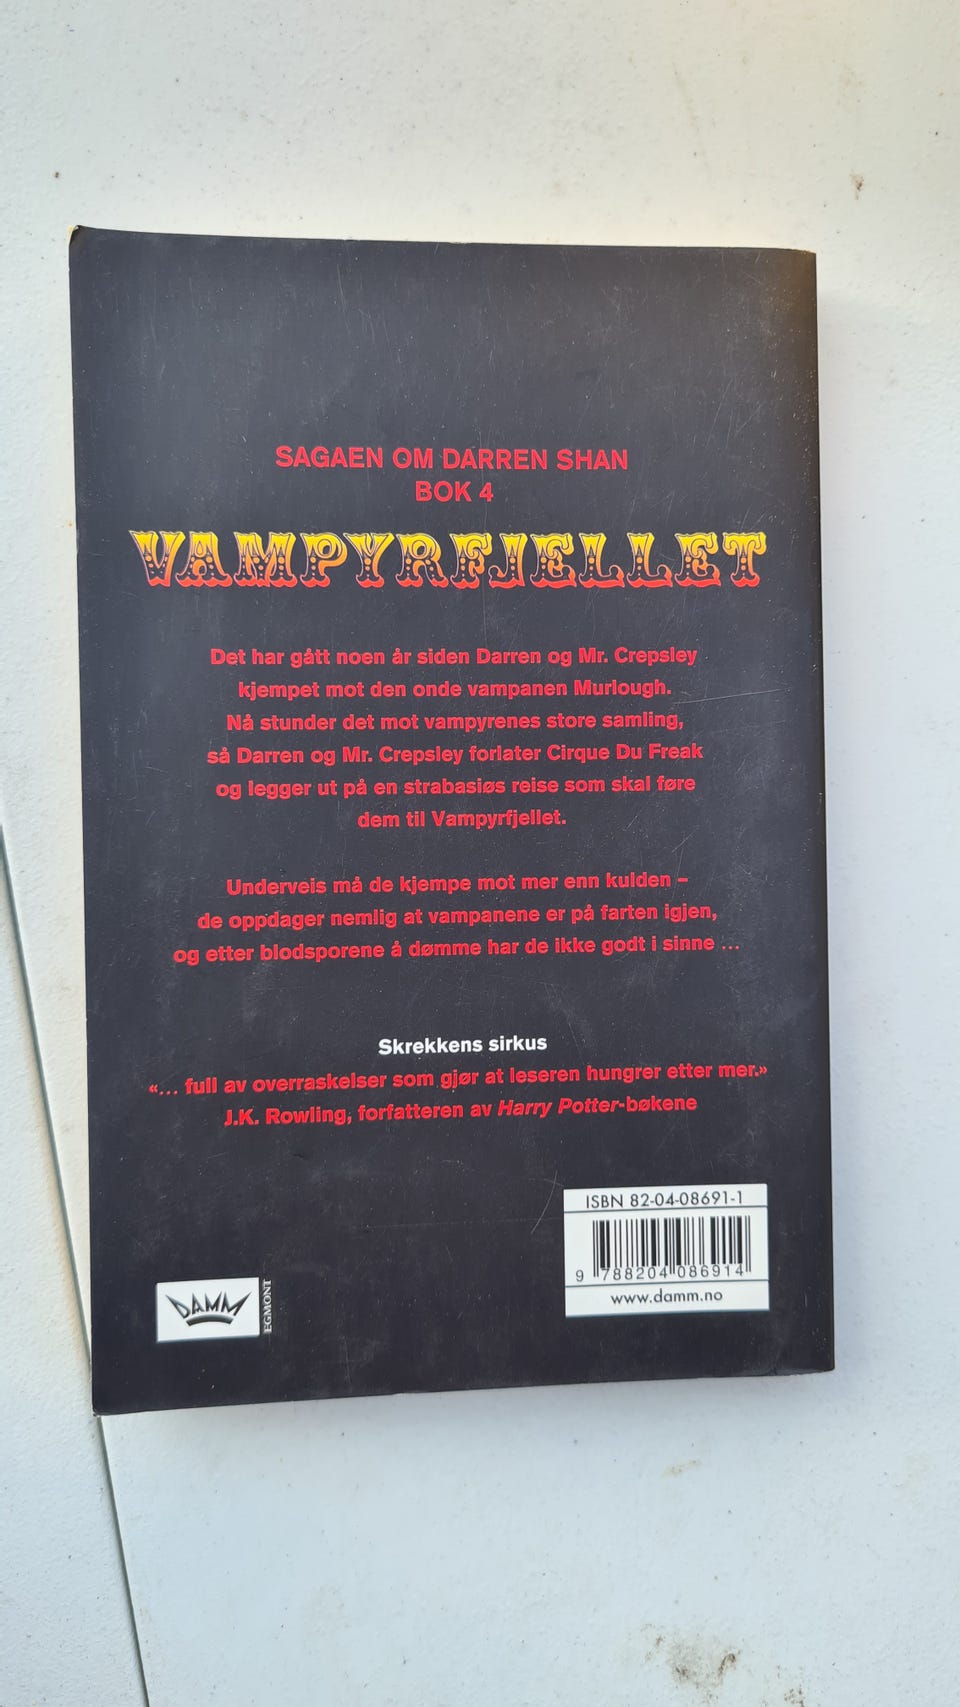 SAGAEN OM DARREN SHAN
BOK 4
VAMPYRFJELLET
Det har gått noen år siden Darren og Mr. Crepsley
kjempet mot den onde vampanen Murlough.
Nå stunder det mot vampyrenes store samling,
så Darren og Mr. Crepsley forlater Cirque Du Freak
og legger ut på en strabasiøs reise som skal føre
dem til Vampyrfjellet.
Underveis må de kjempe mot mer enn kulden –
de oppdager nemlig at vampanene er på farten igjen,
og etter blodsporene å dømme har de ikke godt i sinne …
Skrekkens sirkus
«… full av overraskelser som gjør at leseren hungrer etter mer.»
J.K. Rowling, forfatteren av Harry Potter-bøkene
ISBN 82-04-08691-1
9 788204 086914
www.damm.no
DAMM
EGMONT